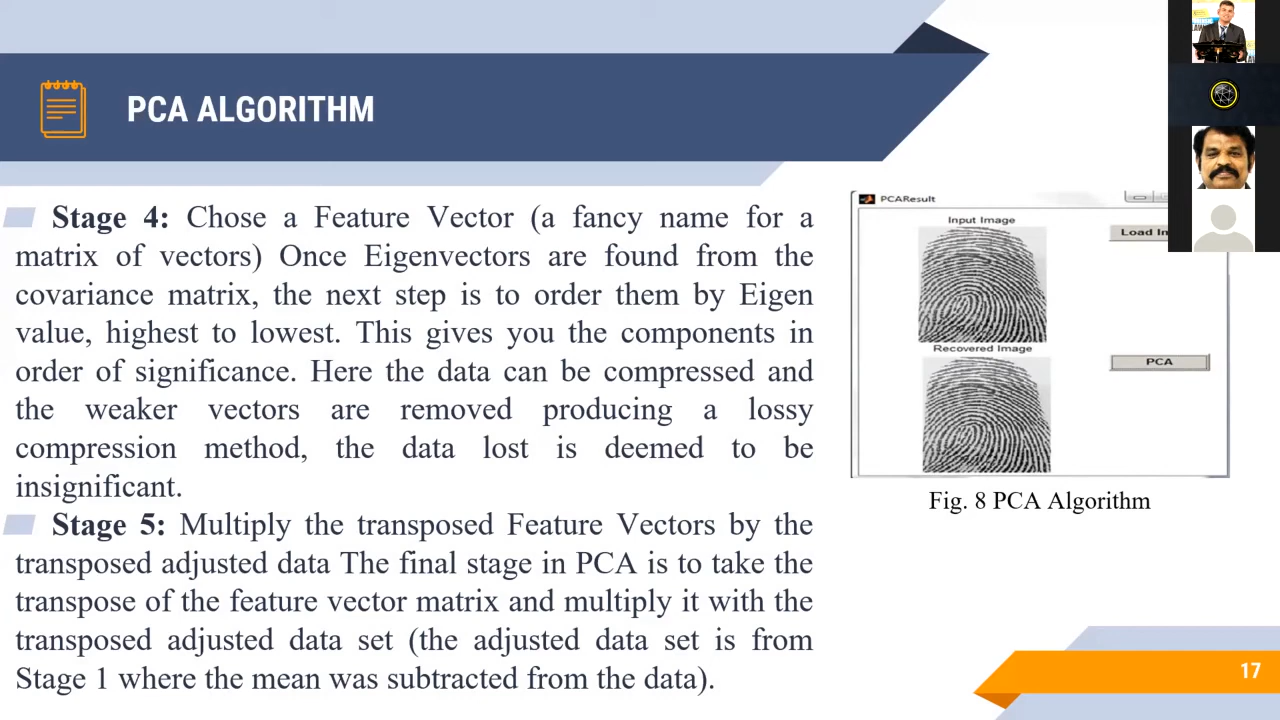 PCA ALGORITHM
Stage 4: Chose a Feature Vector (a fancy name for a
matrix of vectors) Once Eigenvectors are found from the
covariance matrix, the next step is to order them by Eigen
value, highest to lowest. This gives you the components in
order of significance. Here the data can be compressed and
the weaker vectors are removed producing a lossy
compression method, the data lost is deemed to be
insignificant.
Stage 5: Multiply the transposed Feature Vectors by the
transposed adjusted data The final stage in PCA is to take the
transpose of the feature vector matrix and multiply it with the
transposed adjusted data set (the adjusted data set is from
Stage 1 where the mean was subtracted from the data).
PCAResult
Input Image
Load
Recovered Image
PCA
Fig. 8 PCA Algorithm
17